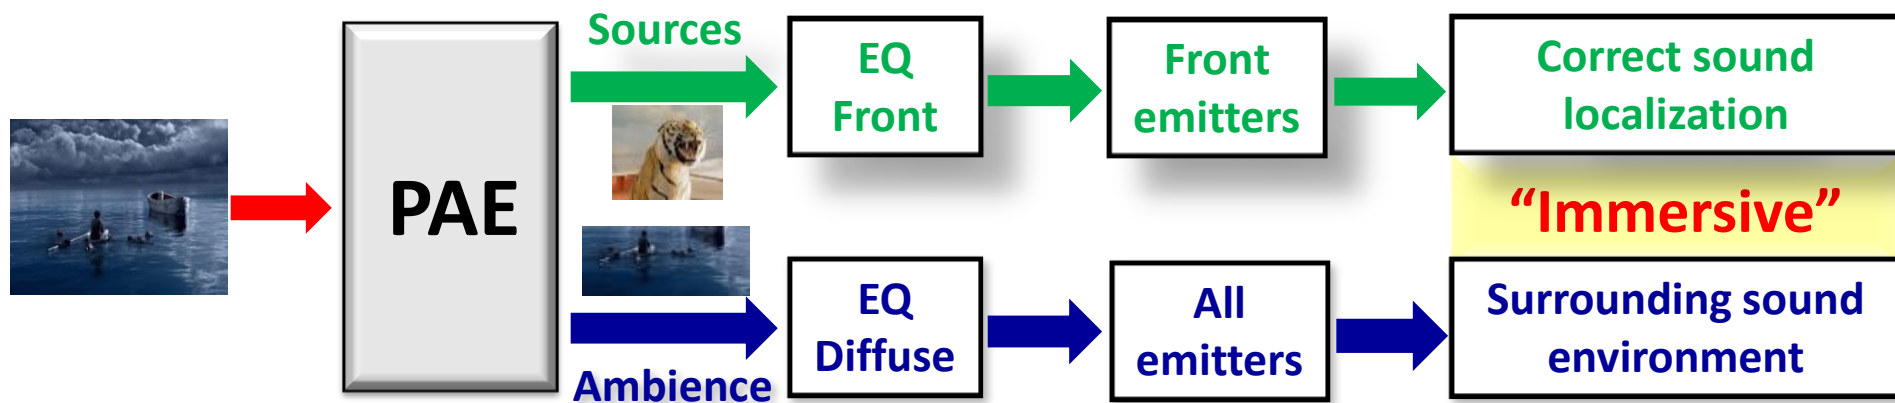 PAE
Sources
EQ
Front
Front
emitters
Correct sound
localization
“Immersive”
Ambience
EQ
Diffuse
All
emitters
Surrounding sound
environment